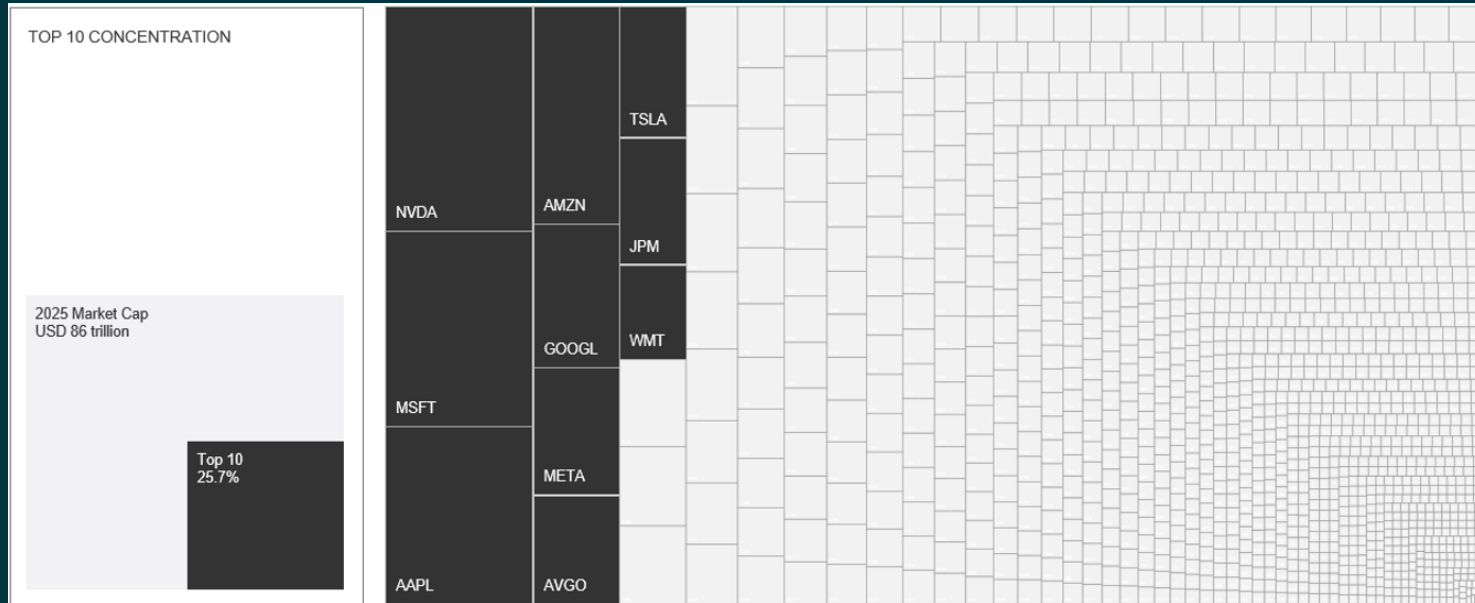 TOP 10 CONCENTRATION
2025 Market Cap
USD 86 trillion
Top 10
25.7%
NVDA
MSFT
AAPL
AMZN
GOOGL
META
AVGO
TSLA
JPM
WMT